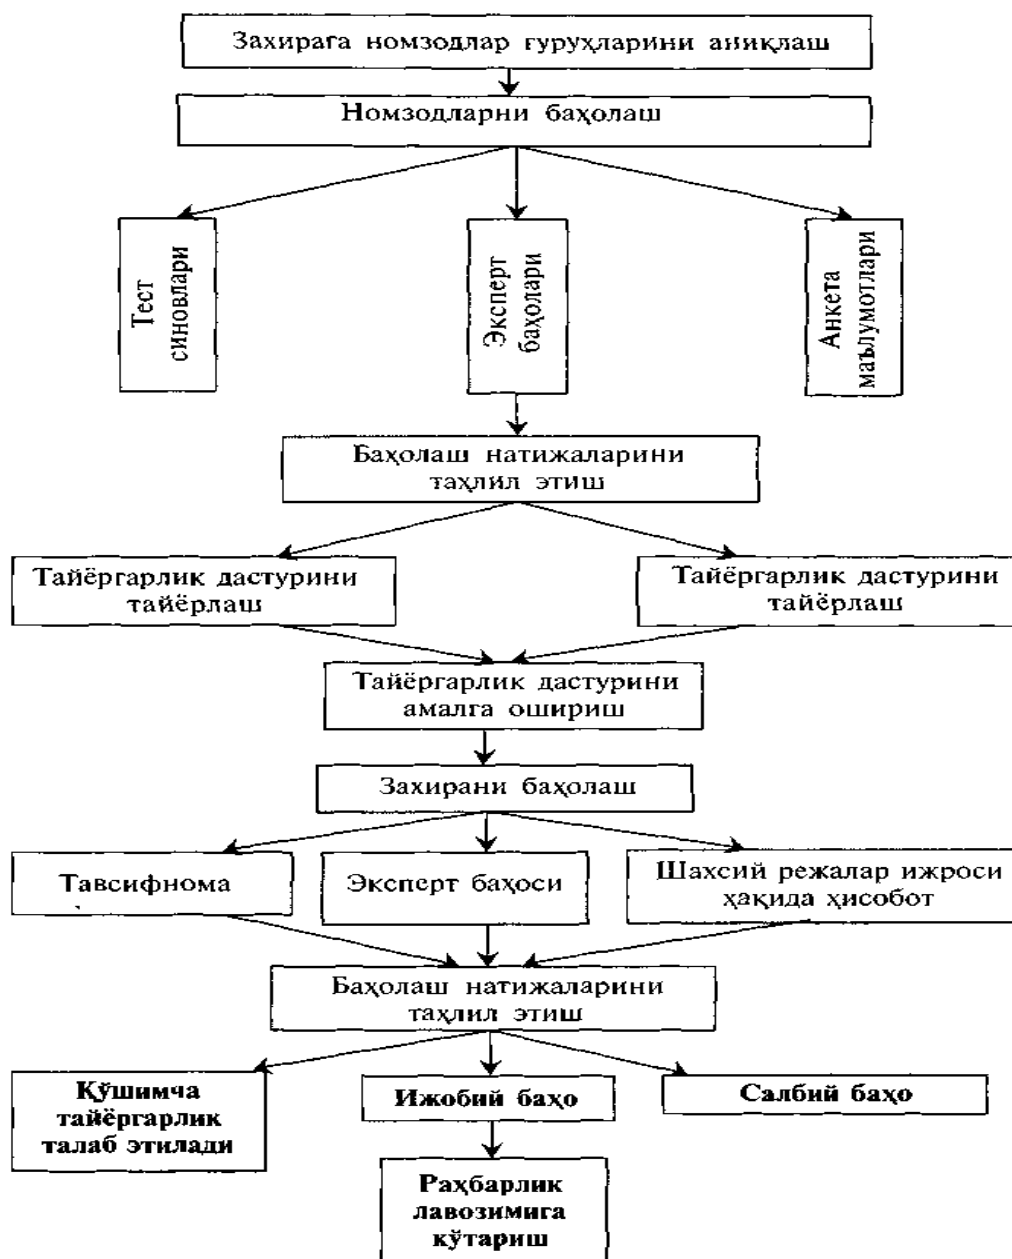 Захирага номзодлар гуруҳларини аниқлаш
Номзодларни баҳолаш
Тест
синовлари
Эксперт
баҳолари
Анкета
маълумотлари
Баҳолаш натижаларини
таҳлил этиш
Тайёргарлик дастурини
тайёрлаш
Тайёргарлик дастурини
тайёрлаш
Тайёргарлик дастурини
амалга ошириш
Захирани баҳолаш
Тавсифнома
Эксперт баҳоси
Шахсий режалар ижроси
ҳақида ҳисобот
Баҳолаш натижаларини
таҳлил этиш
Қўшимча
тайёргарлик
талаб этилади
Ижобий баҳо
Салбий баҳо
Раҳбарлик
лавозимига
кўтариш